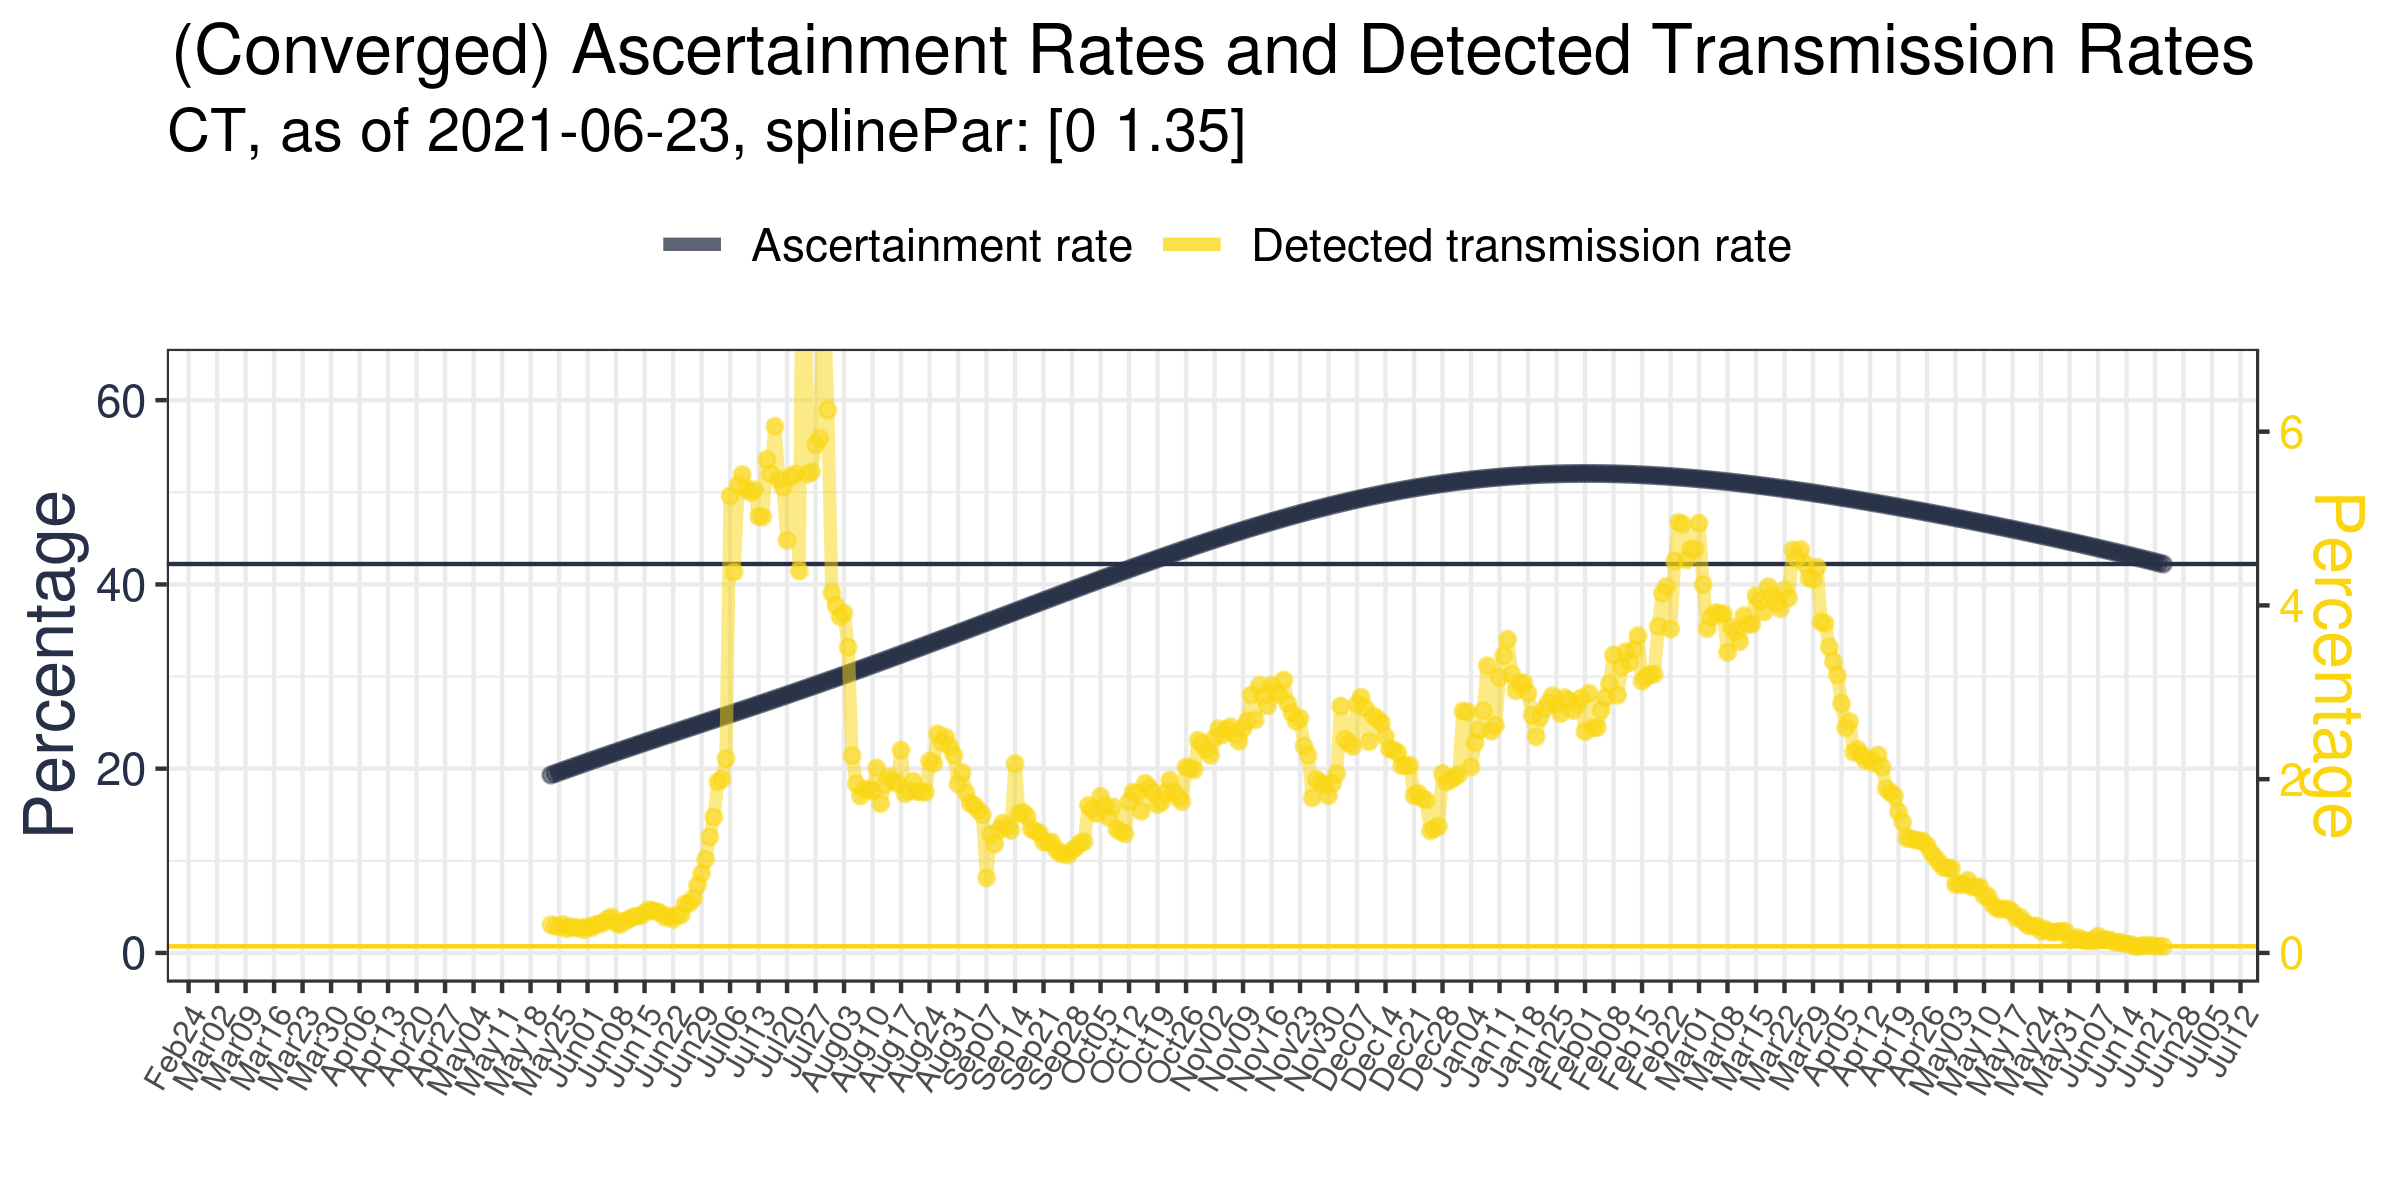 (Converged) Ascertainment Rates and Detected Transmission Rates
CT, as of 2021-06-23, splinePar: [0 1.35]
Ascertainment rate Detected transmission rate
Percentage
60
40
20
0
6
4
2
0
Percentage
Feb24 Mar02 Mar09 Mar16 Mar23 Mar30 Apr06 Apr13 Apr20 Apr27 May04 May11 May18 May25 Jun01 Jun08 Jun15 Jun22 Jun29 Jul06 Jul13 Jul20 Jul27 Aug03 Aug10 Aug17 Aug24 Aug31 Sep07 Sep14 Sep21 Sep28 Oct05 Oct12 Oct19 Oct26 Nov02 Nov09 Nov16 Nov23 Nov30 Dec07 Dec14 Dec21 Dec28 Jan04 Jan11 Jan18 Jan25 Feb01 Feb08 Feb15 Feb22 Mar01 Mar08 Mar15 Mar22 Mar29 Apr05 Apr12 Apr19 Apr26 May03 May10 May17 May24 May31 Jun07 Jun14 Jun21 Jun28 Jul05 Jul12